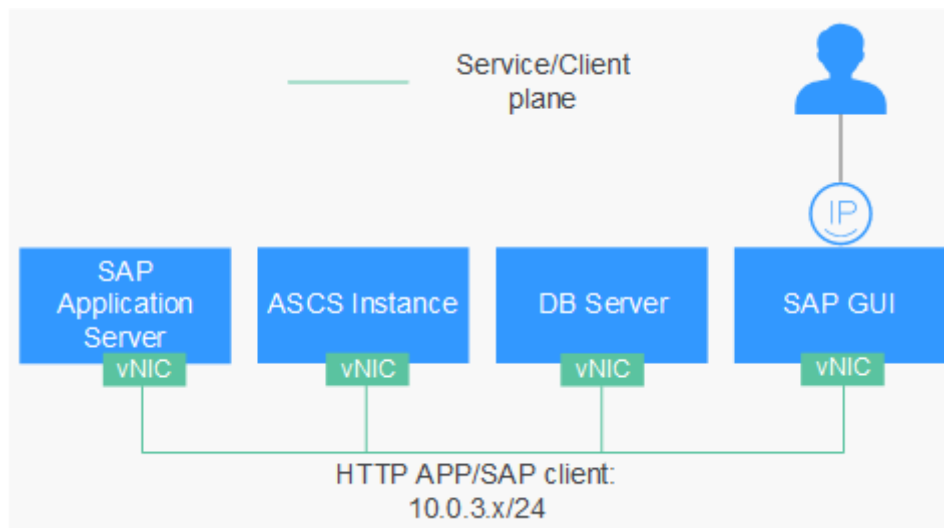 Service/Client
plane
IP
SAP
Application
Server
ASCS Instance
DB Server
SAP GUI
vNIC
vNIC
vNIC
vNIC
HTTP APP/SAP client:
10.0.3.x/24